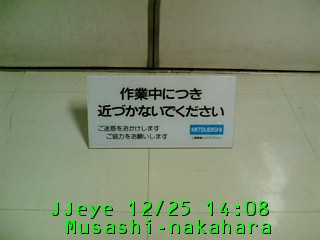 作業中につき
近づかないでください
ご迷惑をおかけします
ご協力をお願いします
MITSUBISHI
JJeye 12/25 14:08
Musashi-nakahara